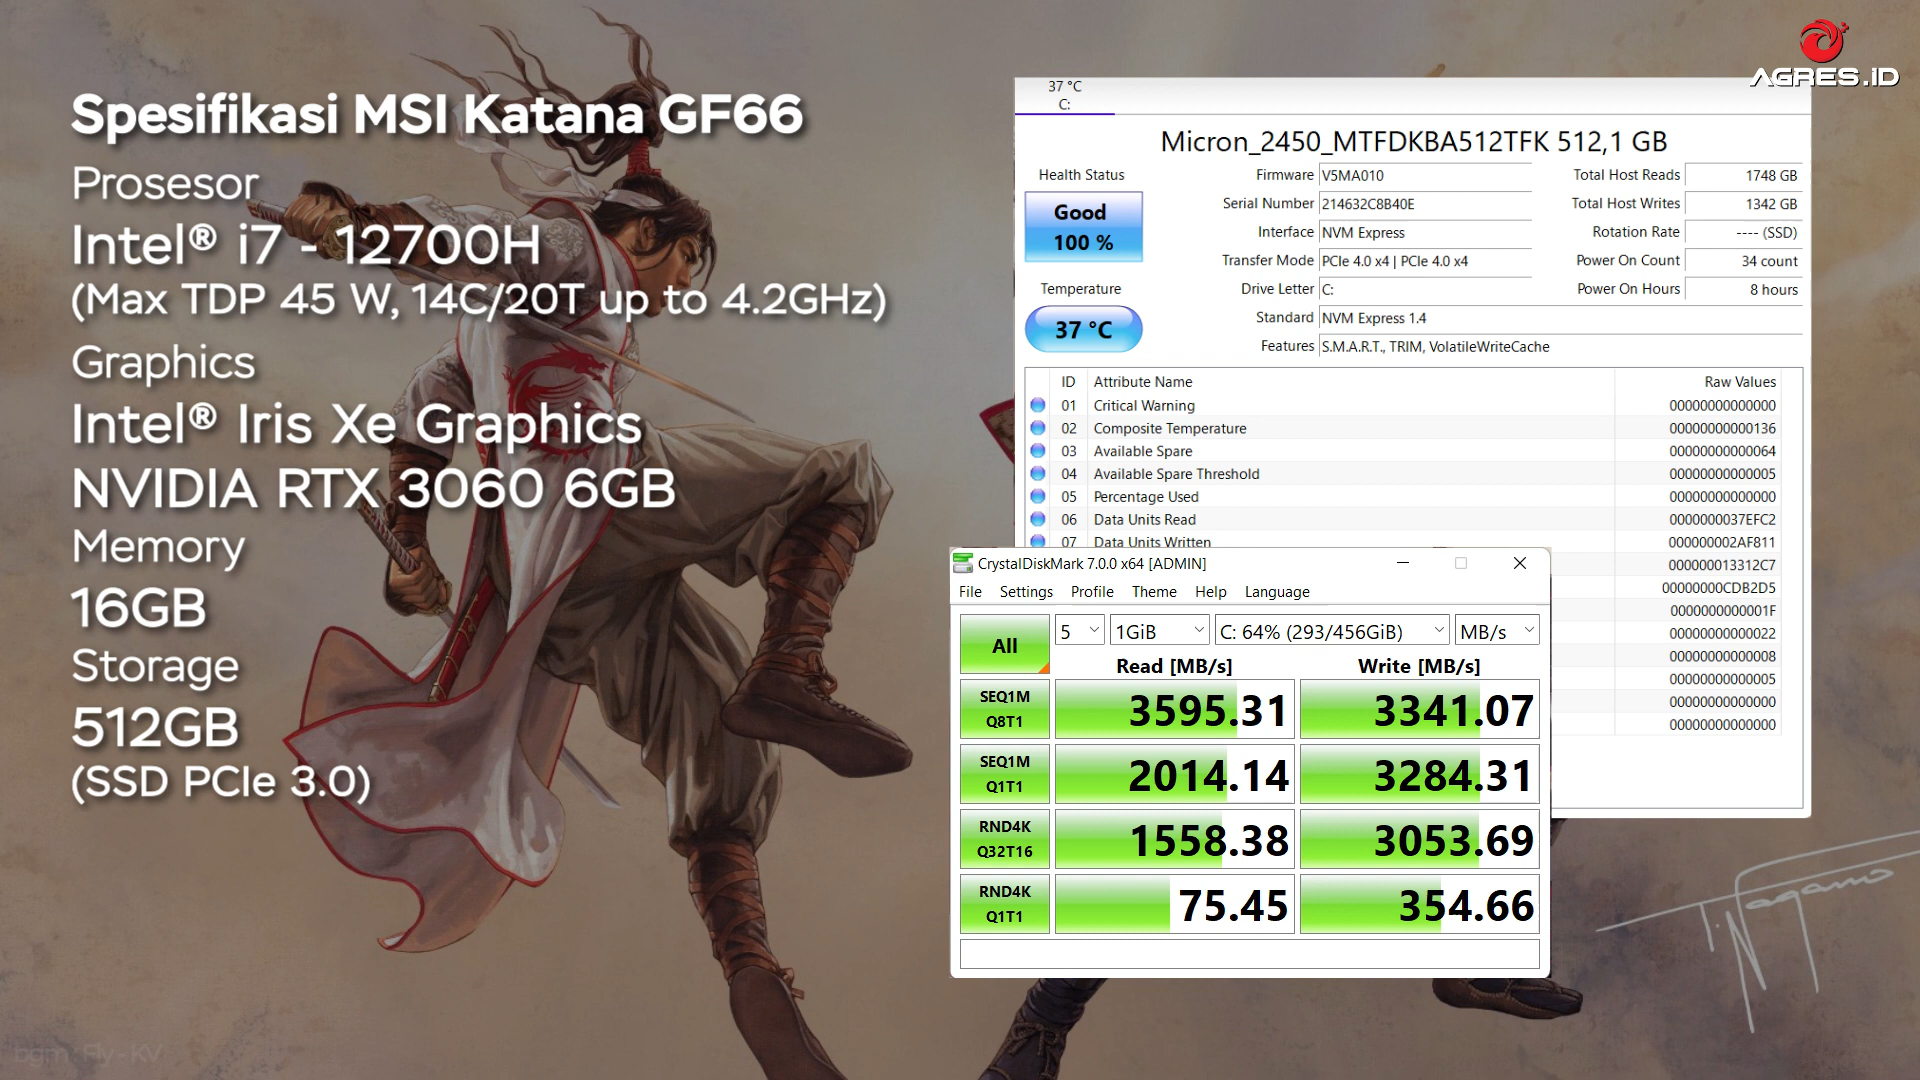 AGRES.ID
Spesifikasi MSI Katana GF66
Prosesor
Intel® i7 - 12700H
(Max TDP 45 W, 14C/20T up to 4.2GHz)
Graphics
Intel® Iris Xe Graphics
NVIDIA RTX 3060 6GB
Memory
16GB
Storage
512GB
(SSD PCIe 3.0)
37 °C
C:
Micron_2450_MTFDKBA512TFK 512,1 GB
Health Status
Good
100 %
Temperature
37 °C
Firmware V5MA010
Serial Number 214632C8B40E
Interface NVM Express
Transfer Mode PCIe 4.0 x4 | PCIe 4.0 x4
Drive Letter C:
Standard NVM Express 1.4
Features S.M.A.R.T., TRIM, VolatileWriteCache
Total Host Reads 1748 GB
Total Host Writes 1342 GB
Rotation Rate ---- (SSD)
Power On Count 34 count
Power On Hours 8 hours
ID Attribute Name Raw Values
01 Critical Warning 00000000000000
02 Composite Temperature 00000000000136
03 Available Spare 00000000000064
04 Available Spare Threshold 00000000000005
05 Percentage Used 00000000000000
06 Data Units Read 0000000037EFC2
07 Data Units Written 000000002AF811
000000013312C7
00000000CDB2D5
0000000000001F
00000000000022
00000000000008
00000000000005
00000000000000
00000000000000
CrystalDiskMark 7.0.0 x64 [ADMIN]
File Settings Profile Theme Help Language
All 5 1GiB C: 64% (293/456GiB) MB/s
Read [MB/s] Write [MB/s]
SEQ1M
Q8T1 3595.31 3341.07
SEQ1M
Q1T1 2014.14 3284.31
RND4K
Q32T16 1558.38 3053.69
RND4K
Q1T1 75.45 354.66
bgm : Fly - KV